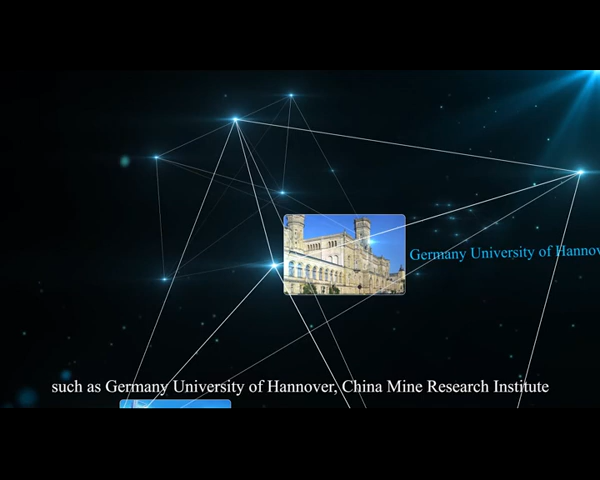 Germany University of Hannov
such as Germany University of Hannover, China Mine Research Institute